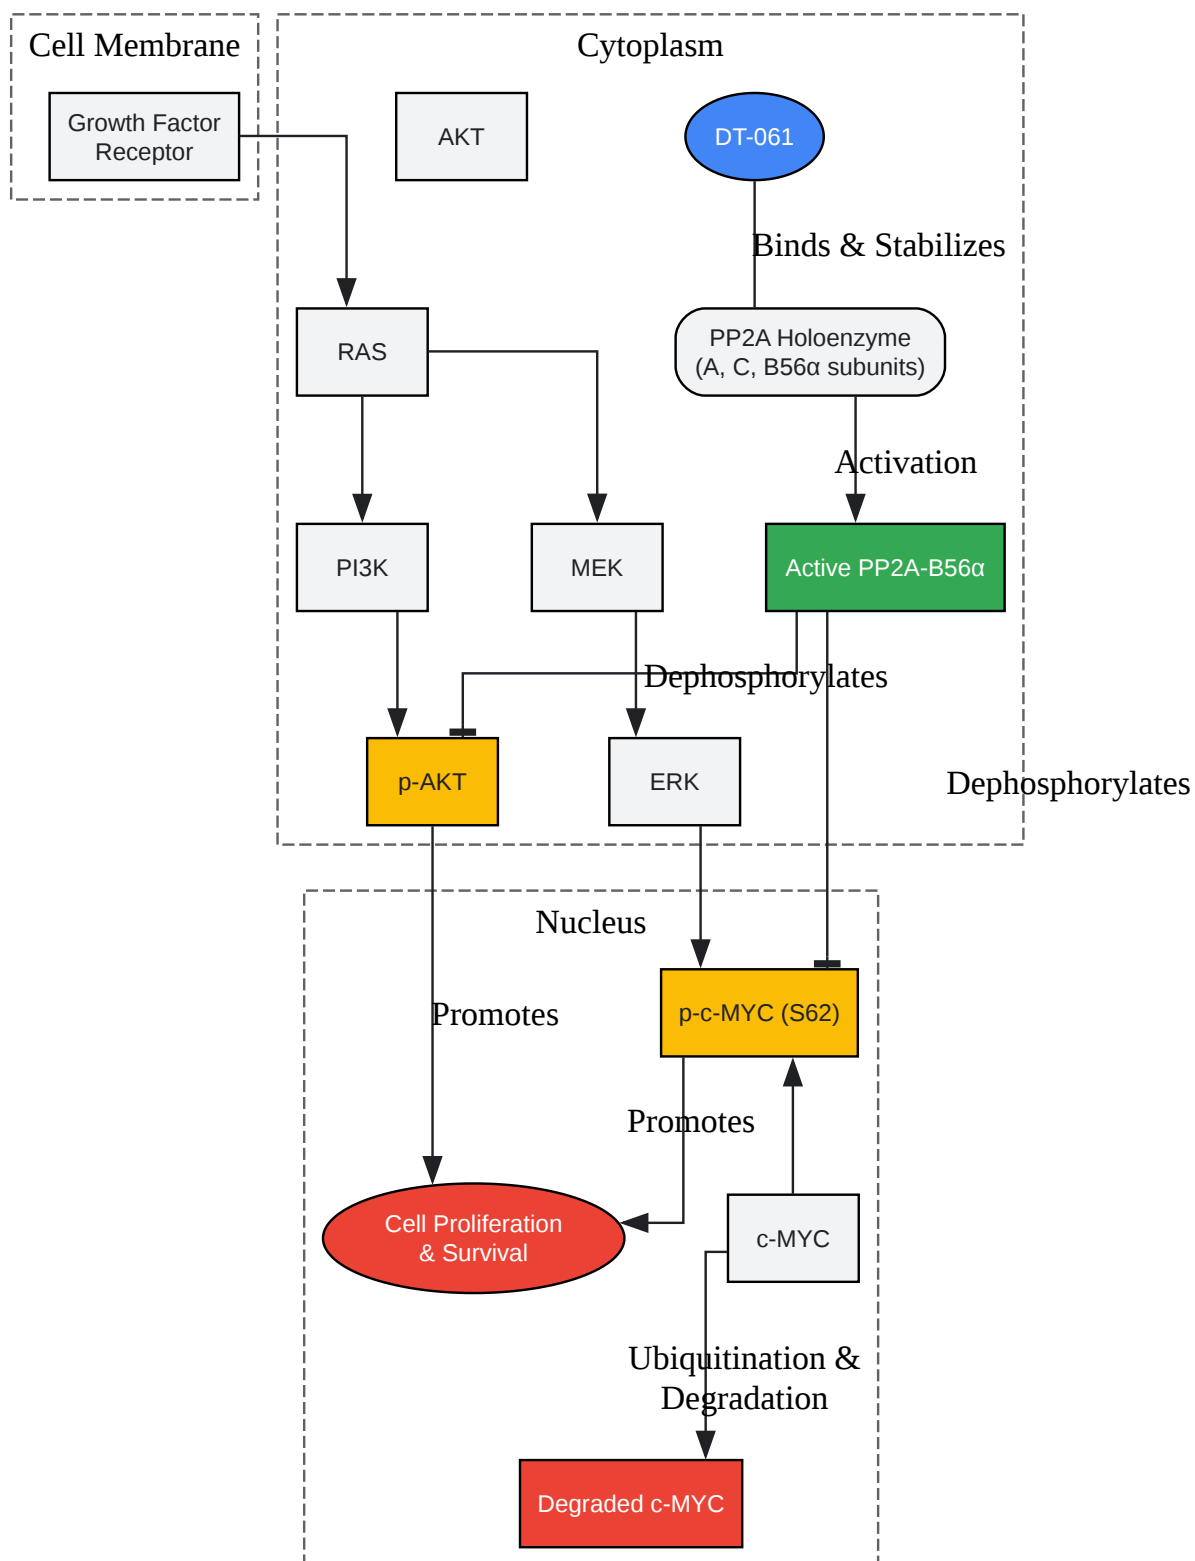 Cell Membrane
Cytoplasm
Growth Factor
Receptor
AKT
DT-061
Binds & Stabilizes
RAS
PP2A Holoenzyme
(A, C, B56α subunits)
Activation
PI3K
MEK
Active PP2A-B56α
Dephosphorylates
p-AKT
ERK
Dephosphorylates
Nucleus
Promotes
p-c-MYC (S62)
Promotes
Cell Proliferation
& Survival
c-MYC
Ubiquitination &
Degradation
Degraded c-MYC